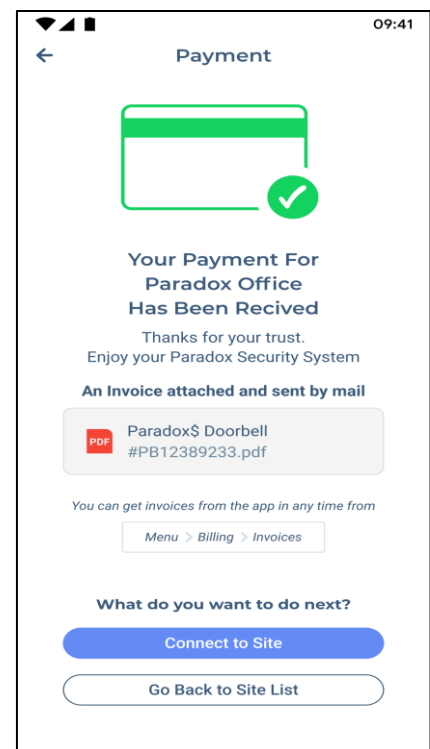 09:41
Payment
Your Payment For
Paradox Office
Has Been Recived
Thanks for your trust.
Enjoy your Paradox Security System
An Invoice attached and sent by mail
PDF
Paradox$ Doorbell
#PB12389233.pdf
You can get invoices from the app in any time from
Menu > Billing > Invoices
What do you want to do next?
Connect to Site
Go Back to Site List